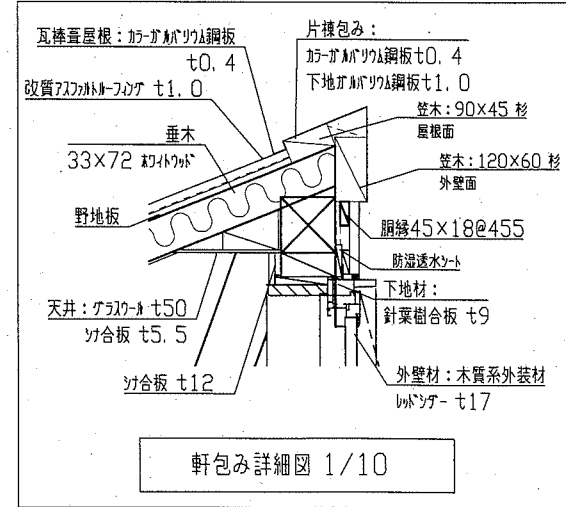 瓦棒葺屋根：カラーガルバリウム鋼板
t0.4
改質アスファルトルーフィング t1.0
垂木
33×72 ホワイトウッド
野地板
天井：グラスウール t50
シナ合板 t5.5
シナ合板 t12
片棟包み：
カラーガルバリウム鋼板t0.4
下地ガルバリウム鋼板t1.0
笠木：90×45 杉
屋根面
笠木：120×60 杉
外壁面
胴縁45×18@455
防湿透水シート
下地材：
針葉樹合板 t9
外壁材：木質系外装材
レッドシダー t17
軒包み詳細図 1/10